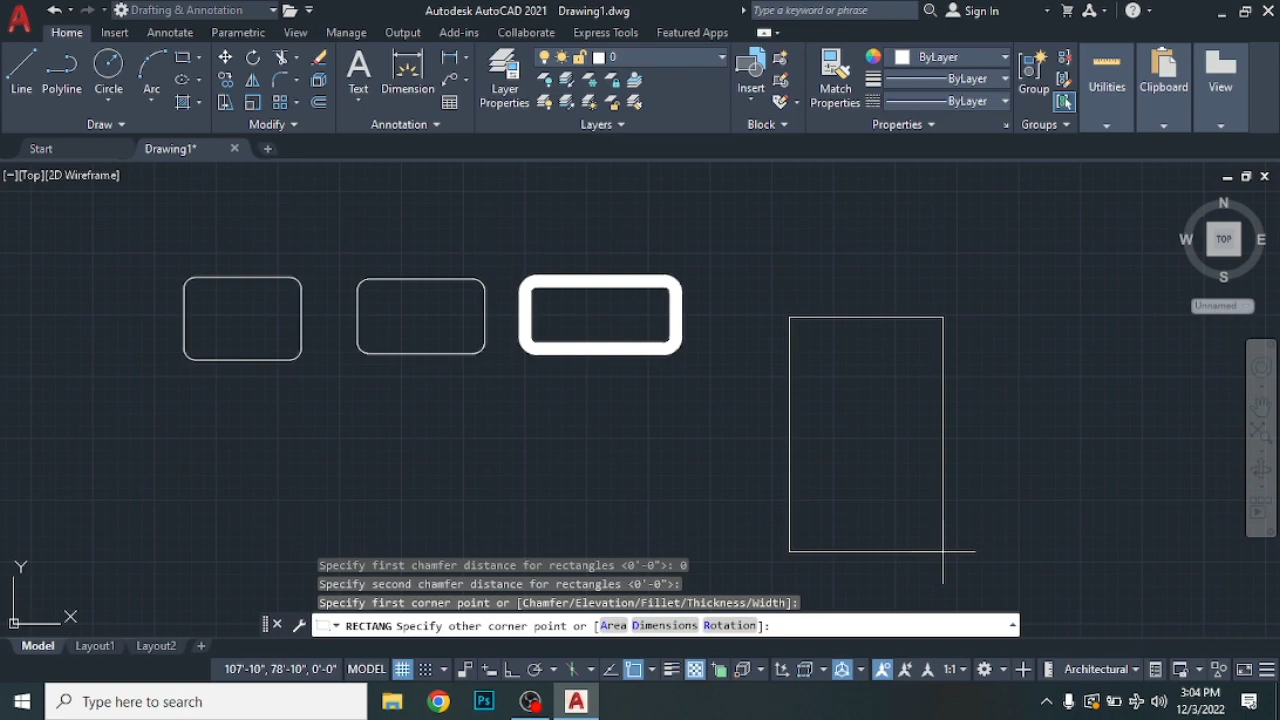 Drafting & Annotation
Autodesk AutoCAD 2021 Drawing1.dwg
Type a keyword or phrase
Sign In
Home Insert Annotate Parametric View Manage Output Add-ins Collaborate Express Tools Featured Apps
Line Polyline Circle Arc
Text Dimension
Layer Properties
0
Insert
Match Properties
ByLayer
ByLayer
ByLayer
Group
Utilities
Clipboard
View
Draw Modify Annotation Layers Block Properties Groups
Start Drawing1*
[−][Top][2D Wireframe]
N
W TOP E
S
Unnamed
Y
X
Specify first chamfer distance for rectangles <0'-0">: 0
Specify second chamfer distance for rectangles <0'-0">:
Specify first corner point or [Chamfer/Elevation/Fillet/Thickness/Width]:
RECTANG Specify other corner point or [Area Dimensions Rotation]:
Model Layout1 Layout2 +
107'-10", 78'-10", 0'-0" MODEL 1:1 Architectural
Type here to search
Ps
A
3:04 PM
12/3/2022